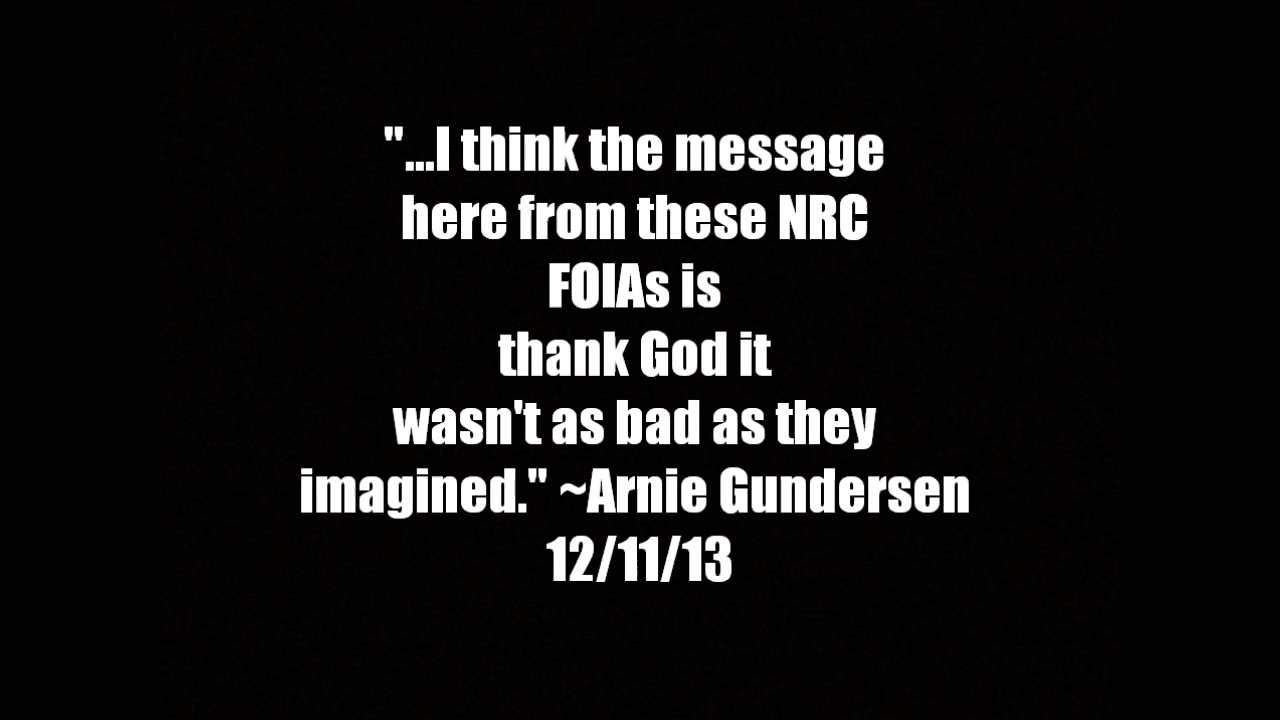 "...I think the message
here from these NRC
FOIAs is
thank God it
wasn't as bad as they
imagined." ~Arnie Gundersen
12/11/13